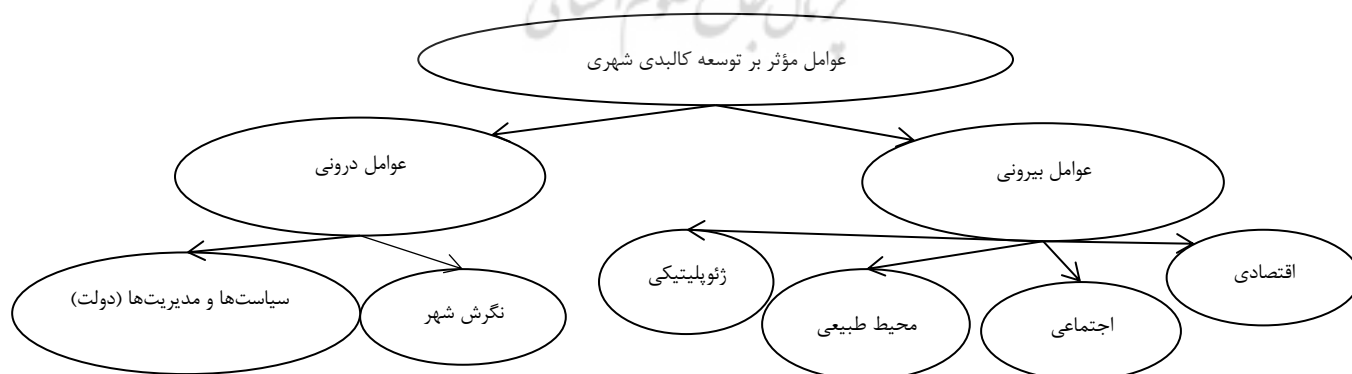 عوامل مؤثر بر توسعه کالبدی شهری
عوامل بیرونی
عوامل درونی
اقتصادی
اجتماعی
محیط طبیعی
ژئوپلیتیکی
نگرش شهر
سیاست‌ها و مدیریت‌ها (دولت)